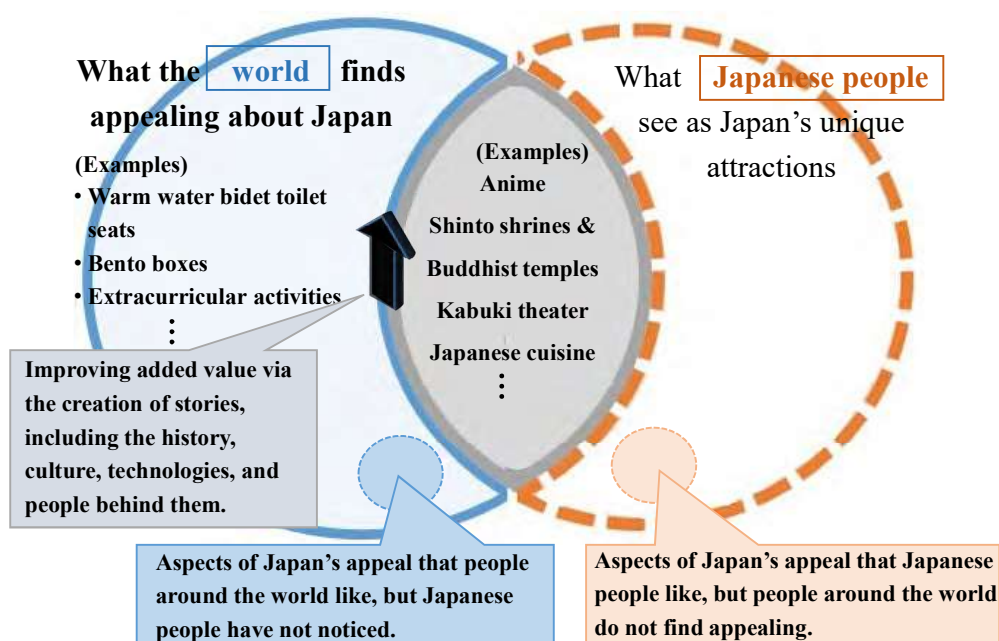 What the world finds
appealing about Japan
(Examples)
・Warm water bidet toilet
seats
・Bento boxes
・Extracurricular activities
⋮
What Japanese people
see as Japan’s unique
attractions
(Examples)
Anime
Shinto shrines &
Buddhist temples
Kabuki theater
Japanese cuisine
⋮
Improving added value via
the creation of stories,
including the history,
culture, technologies, and
people behind them.
Aspects of Japan’s appeal that people
around the world like, but Japanese
people have not noticed.
Aspects of Japan’s appeal that Japanese
people like, but people around the world
do not find appealing.